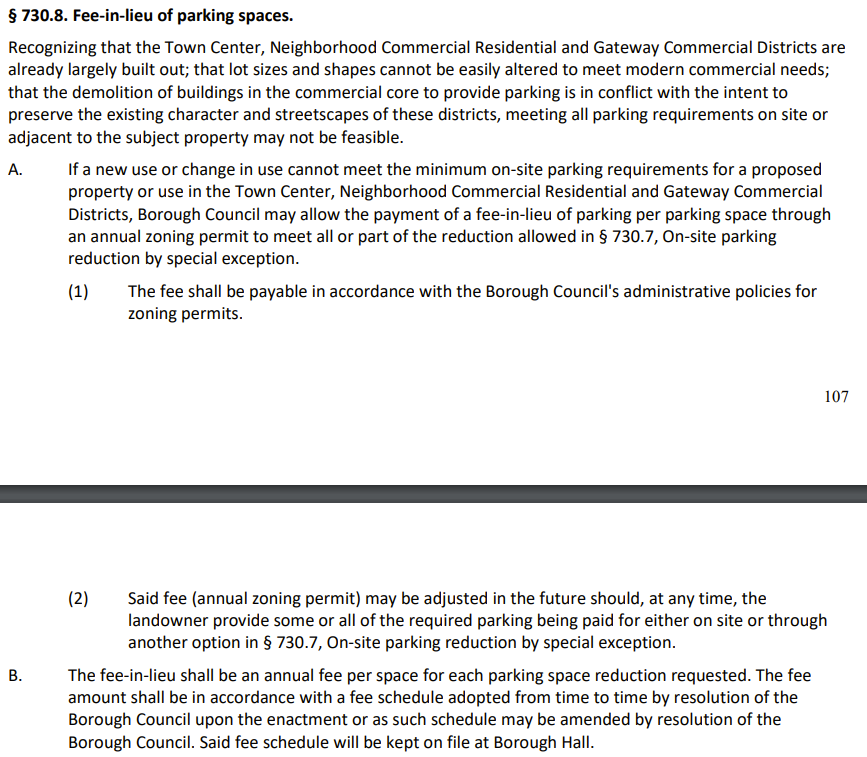 § 730.8. Fee-in-lieu of parking spaces.
Recognizing that the Town Center, Neighborhood Commercial Residential and Gateway Commercial Districts are
already largely built out; that lot sizes and shapes cannot be easily altered to meet modern commercial needs;
that the demolition of buildings in the commercial core to provide parking is in conflict with the intent to
preserve the existing character and streetscapes of these districts, meeting all parking requirements on site or
adjacent to the subject property may not be feasible.
A. If a new use or change in use cannot meet the minimum on-site parking requirements for a proposed
property or use in the Town Center, Neighborhood Commercial Residential and Gateway Commercial
Districts, Borough Council may allow the payment of a fee-in-lieu of parking per parking space through
an annual zoning permit to meet all or part of the reduction allowed in § 730.7, On-site parking
reduction by special exception.
(1) The fee shall be payable in accordance with the Borough Council's administrative policies for
zoning permits.
107
(2) Said fee (annual zoning permit) may be adjusted in the future should, at any time, the
landowner provide some or all of the required parking being paid for either on site or through
another option in § 730.7, On-site parking reduction by special exception.
B. The fee-in-lieu shall be an annual fee per space for each parking space reduction requested. The fee
amount shall be in accordance with a fee schedule adopted from time to time by resolution of the
Borough Council upon the enactment or as such schedule may be amended by resolution of the
Borough Council. Said fee schedule will be kept on file at Borough Hall.